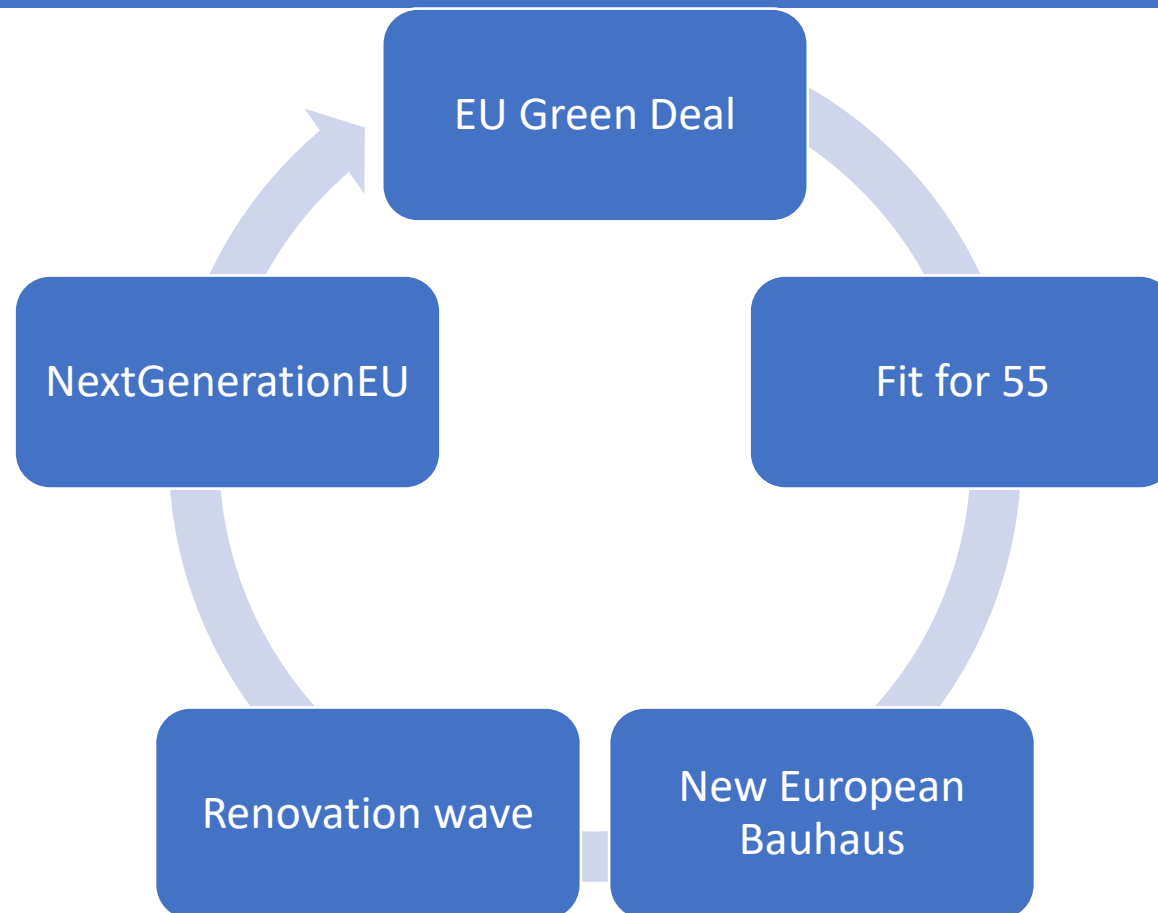 EU Green Deal
Fit for 55
New European
Bauhaus
Renovation wave
NextGenerationEU